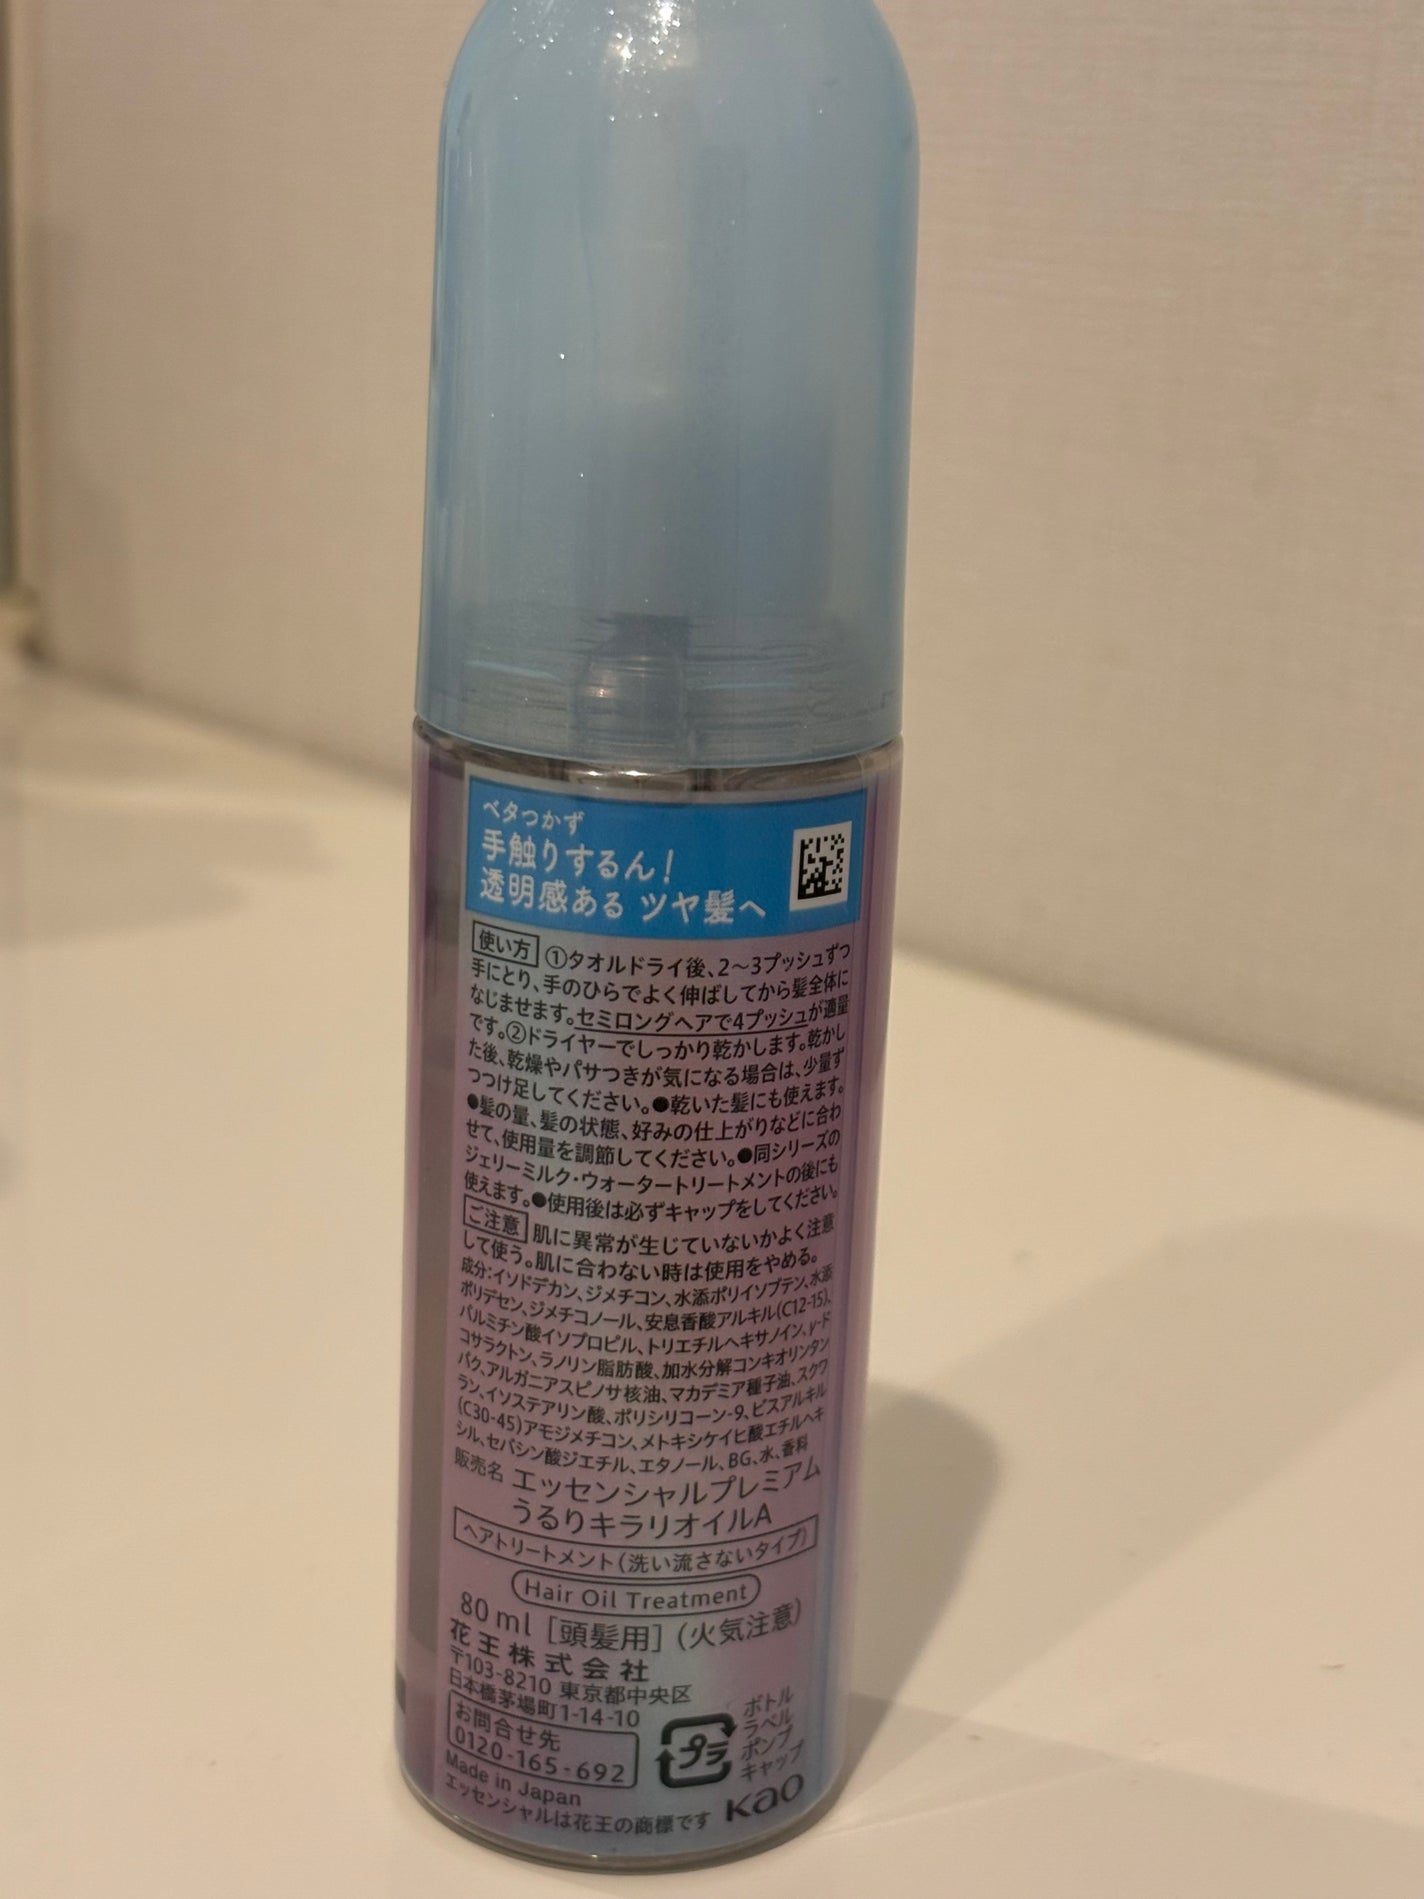 ベタつかず
手触りするん！
透明感ある ツヤ髪へ
使い方 ①タオルドライ後、2〜3プッシュずつ
手にとり、手のひらでよく伸ばしてから髪全体に
なじませます。セミロングヘアで4プッシュが適量
です。②ドライヤーでしっかり乾かします。乾かし
た後、乾燥やパサつきが気になる場合は、少量ず
つつけ足してください。●乾いた髪にも使えます。
●髪の量、髪の状態、好みの仕上がりなどに合わ
せて、使用量を調節してください。●同シリーズの
ジェリーミルク・ウォータートリートメントの後にも
使えます。●使用後は必ずキャップをしてください。
ご注意 肌に異常が生じていないかよく注意
して使う。肌に合わない時は使用をやめる。
成分:イソドデカン、ジメチコン、水添ポリイソブテン、水添
ポリデセン、ジメチコノール、安息香酸アルキル(C12-15)、
パルミチン酸イソプロピル、トリエチルヘキサノイン、γ-ド
コサラクトン、ラノリン脂肪酸、加水分解コンキオリンタン
パク、アルガニアスピノサ核油、マカデミア種子油、スクワ
ラン、イソステアリン酸、ポリシリコーン-9、ビスアルキル
(C30-45)アモジメチコン、メトキシケイヒ酸エチルヘキ
シル、セバシン酸ジエチル、エタノール、BG、水、香料
販売名 エッセンシャルプレミアム
うるりキラリオイルA
ヘアトリートメント(洗い流さないタイプ)
Hair Oil Treatment
80 ml [頭髪用] (火気注意)
花王株式会社
〒103-8210 東京都中央区
日本橋茅場町1-14-10
お問合せ先
0120-165-692
プラ
ボトル
ラベル
ポンプ
キャップ
Made in Japan
エッセンシャルは花王の商標です
Kao